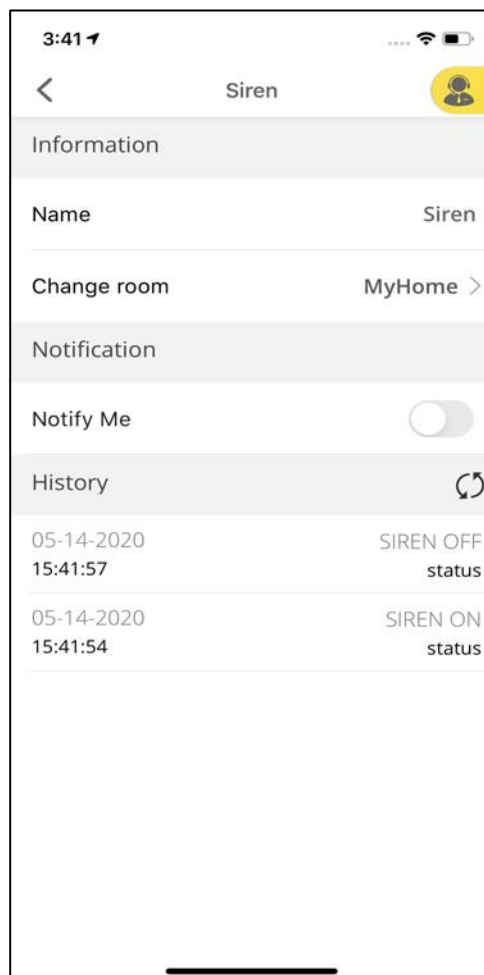 3:41
Siren
Information
Name Siren
Change room MyHome
Notification
Notify Me
History
05-14-2020 SIREN OFF
15:41:57 status
05-14-2020 SIREN ON
15:41:54 status